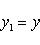 y₁ = y